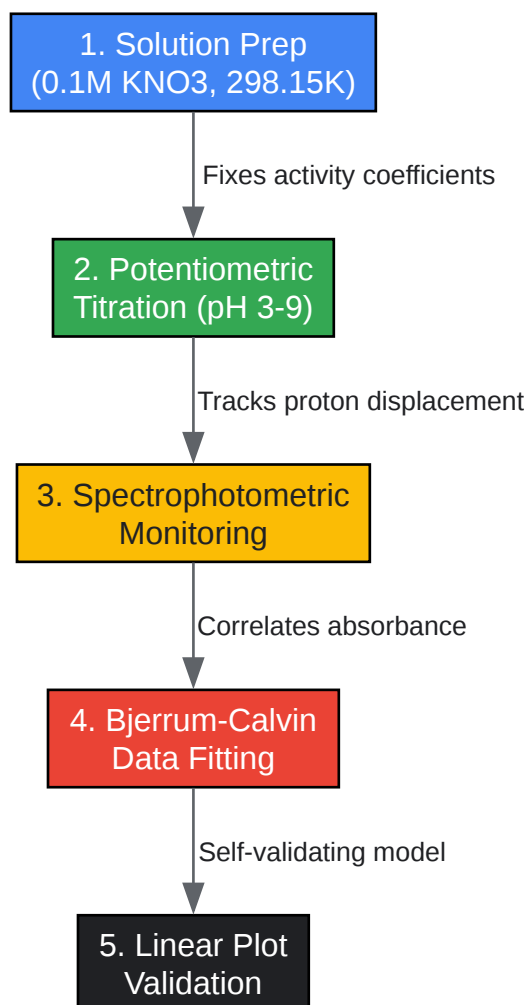 1. Solution Prep
(0.1M KNO3, 298.15K)
Fixes activity coefficients
2. Potentiometric
Titration (pH 3-9)
Tracks proton displacement
3. Spectrophotometric
Monitoring
Correlates absorbance
4. Bjerrum-Calvin
Data Fitting
Self-validating model
5. Linear Plot
Validation